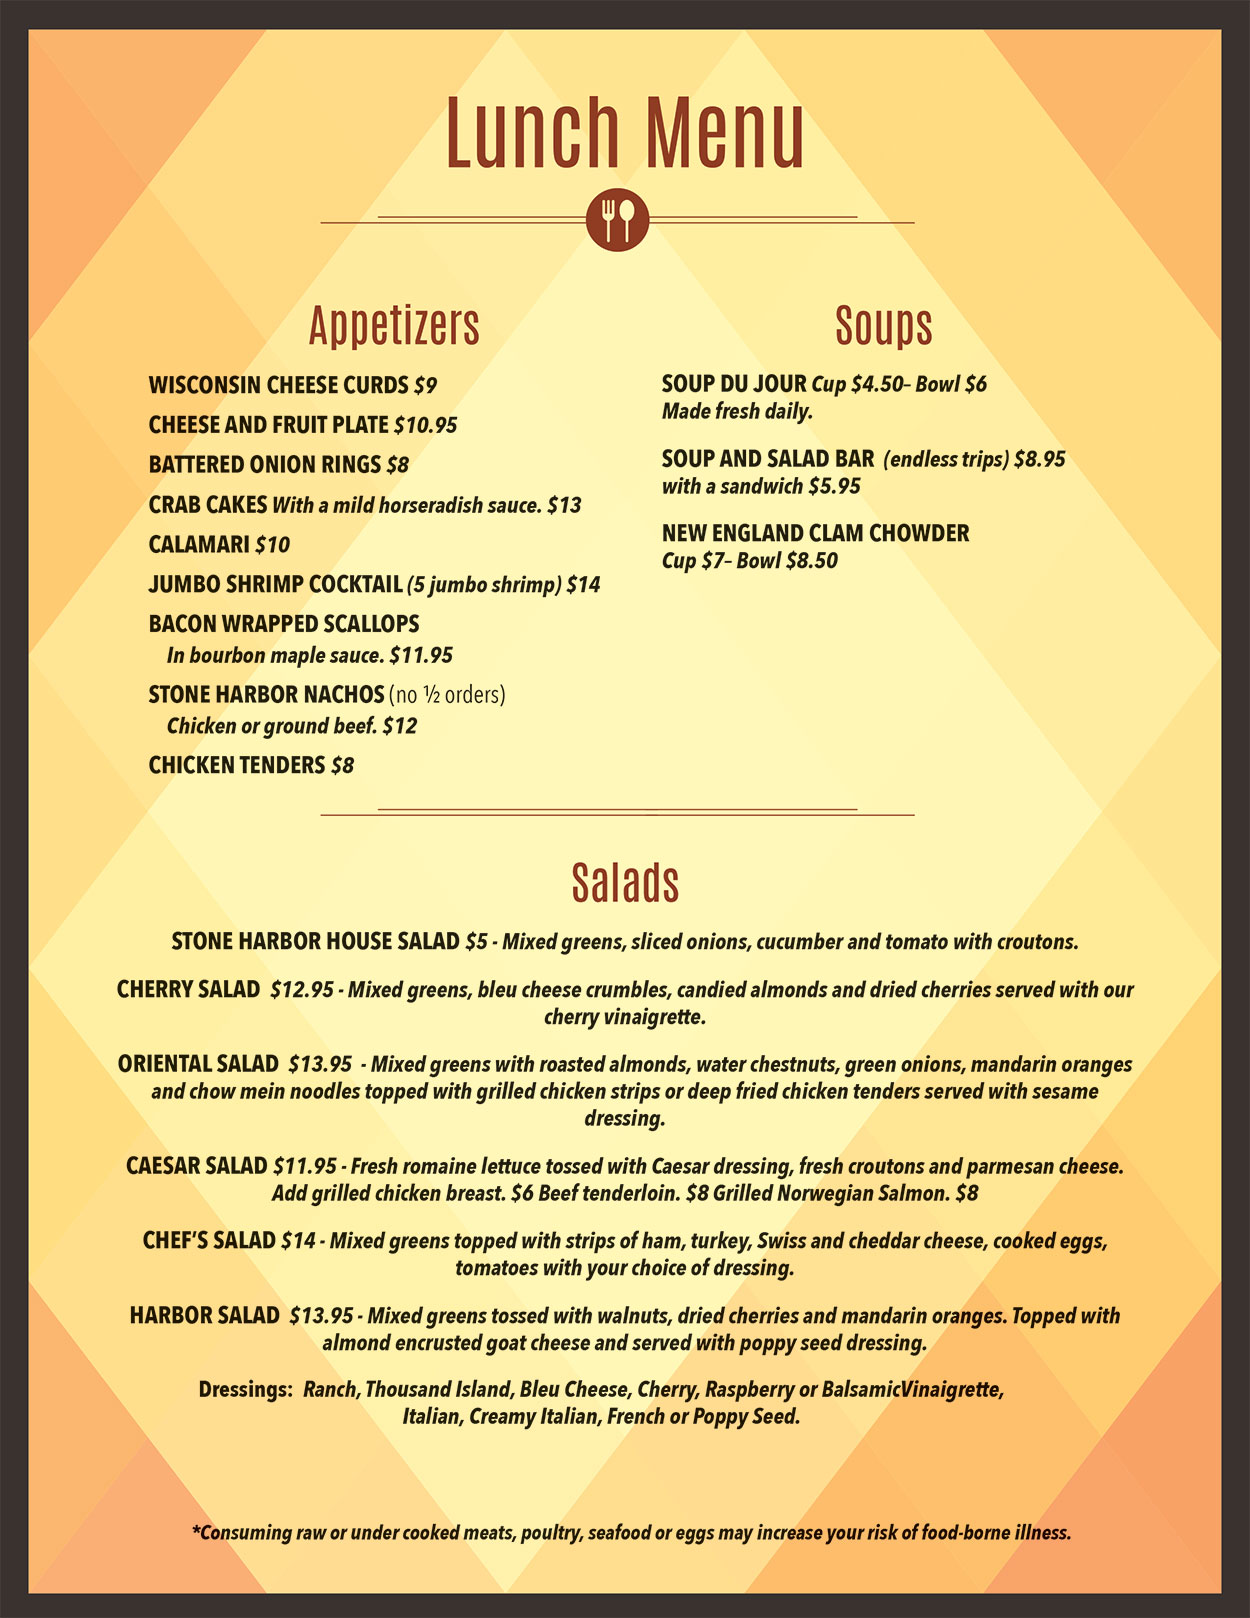 Lunch Menu
Appetizers
WISCONSIN CHEESE CURDS $9
CHEESE AND FRUIT PLATE $10.95
BATTERED ONION RINGS $8
CRAB CAKES With a mild horseradish sauce. $13
CALAMARI $10
JUMBO SHRIMP COCKTAIL (5 jumbo shrimp) $14
BACON WRAPPED SCALLOPS
In bourbon maple sauce. $11.95
STONE HARBOR NACHOS (no ½ orders)
Chicken or ground beef. $12
CHICKEN TENDERS $8
Soups
SOUP DU JOUR Cup $4.50– Bowl $6
Made fresh daily.
SOUP AND SALAD BAR (endless trips) $8.95
with a sandwich $5.95
NEW ENGLAND CLAM CHOWDER
Cup $7– Bowl $8.50
Salads
STONE HARBOR HOUSE SALAD $5 - Mixed greens, sliced onions, cucumber and tomato with croutons.
CHERRY SALAD $12.95 - Mixed greens, bleu cheese crumbles, candied almonds and dried cherries served with our
cherry vinaigrette.
ORIENTAL SALAD $13.95 - Mixed greens with roasted almonds, water chestnuts, green onions, mandarin oranges
and chow mein noodles topped with grilled chicken strips or deep fried chicken tenders served with sesame
dressing.
CAESAR SALAD $11.95 - Fresh romaine lettuce tossed with Caesar dressing, fresh croutons and parmesan cheese.
Add grilled chicken breast. $6 Beef tenderloin. $8 Grilled Norwegian Salmon. $8
CHEF’S SALAD $14 - Mixed greens topped with strips of ham, turkey, Swiss and cheddar cheese, cooked eggs,
tomatoes with your choice of dressing.
HARBOR SALAD $13.95 - Mixed greens tossed with walnuts, dried cherries and mandarin oranges. Topped with
almond encrusted goat cheese and served with poppy seed dressing.
Dressings: Ranch, Thousand Island, Bleu Cheese, Cherry, Raspberry or BalsamicVinaigrette,
Italian, Creamy Italian, French or Poppy Seed.
*Consuming raw or under cooked meats, poultry, seafood or eggs may increase your risk of food-borne illness.